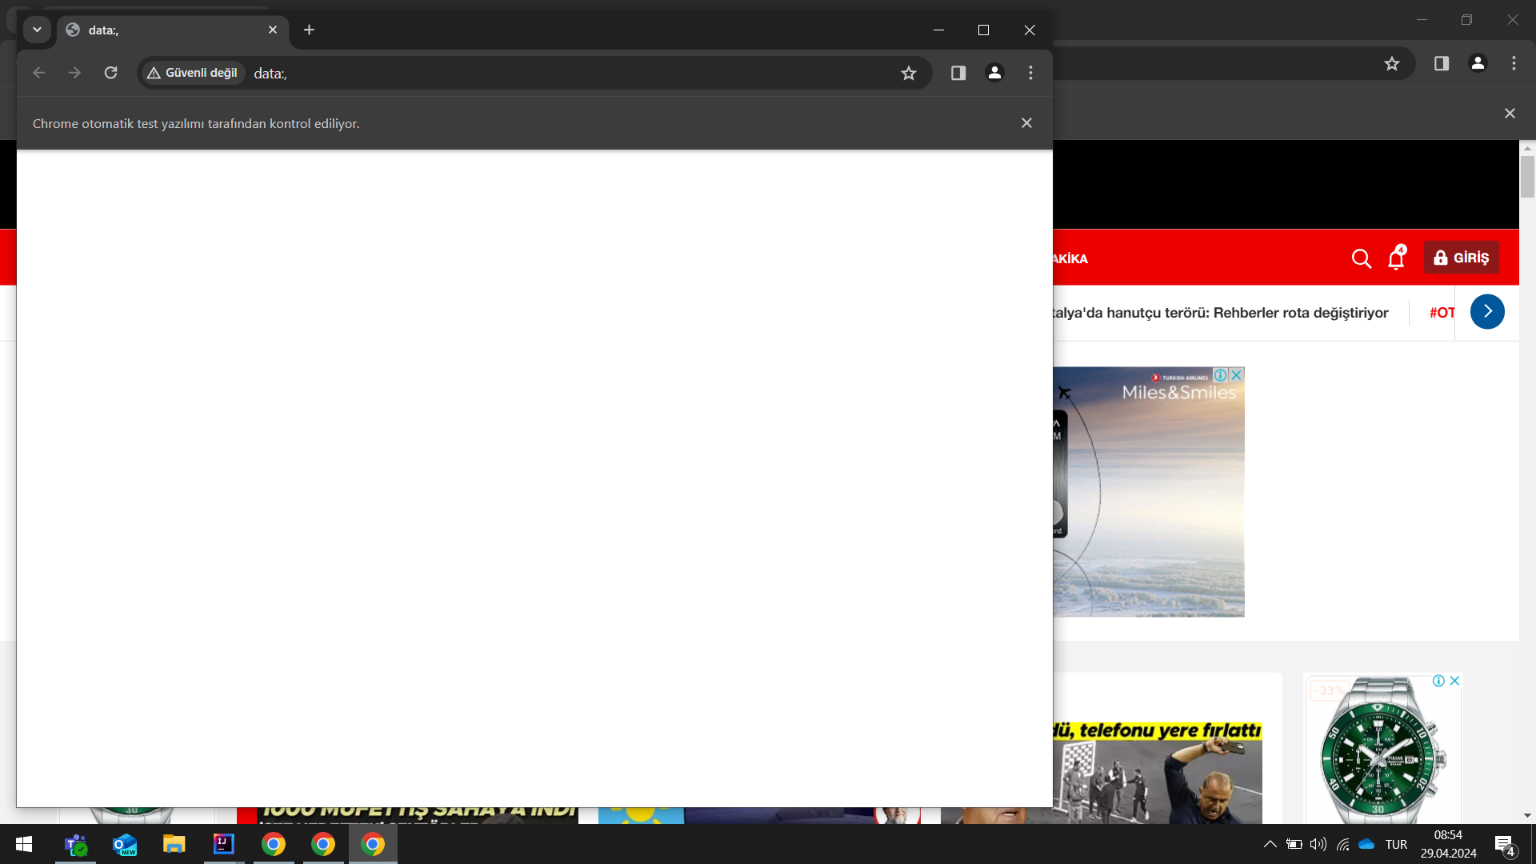 data:,
Güvenli değil
data:,
Chrome otomatik test yazılımı tarafından kontrol ediliyor.
AKİKA
4
GİRİŞ
talya'da hanutçu terörü: Rehberler rota değiştiriyor
#OT
TURKISH AIRLINES
Miles&Smiles
-33%
dü, telefonu yere fırlattı
1000 MÜFETTİŞ SAHAYA İNDİ
TUR
08:54
29.04.2024
4